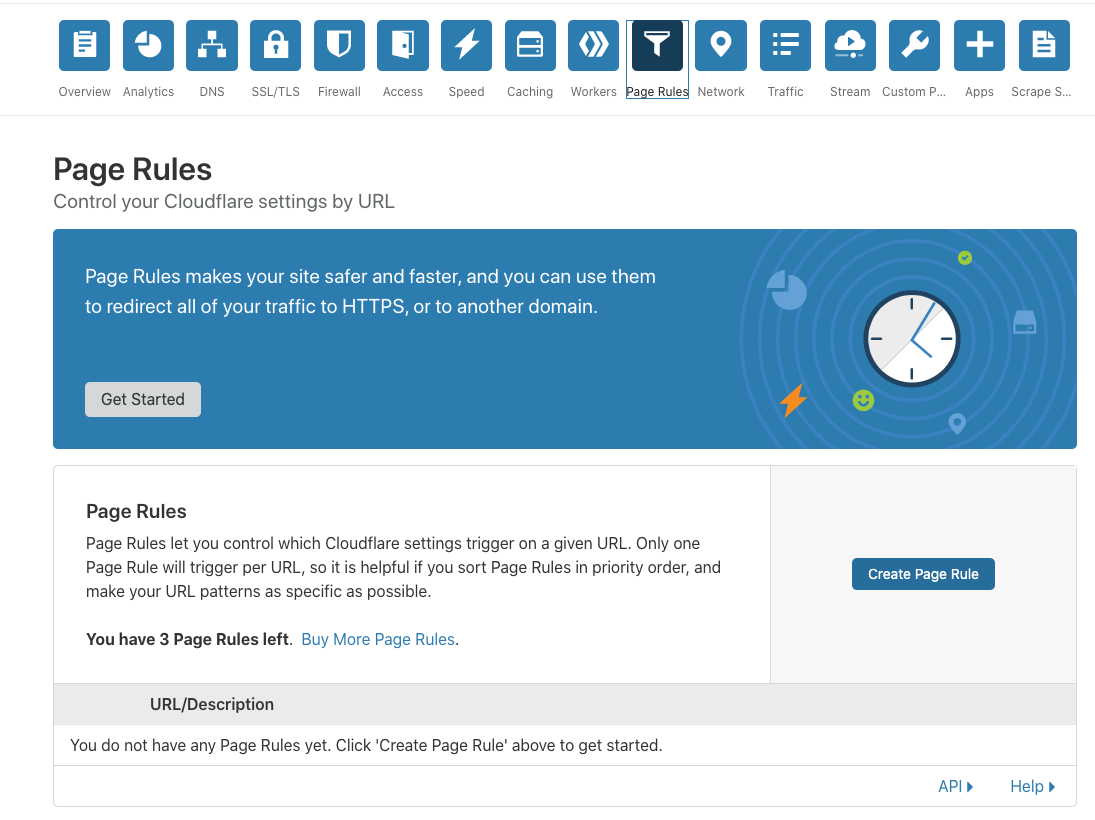 Overview Analytics DNS SSL/TLS Firewall Access Speed Caching Workers Page Rules Network Traffic Stream Custom P... Apps Scrape S...
Page Rules
Control your Cloudflare settings by URL
Page Rules makes your site safer and faster, and you can use them
to redirect all of your traffic to HTTPS, or to another domain.
Get Started
Page Rules
Page Rules let you control which Cloudflare settings trigger on a given URL. Only one
Page Rule will trigger per URL, so it is helpful if you sort Page Rules in priority order, and
make your URL patterns as specific as possible.
You have 3 Page Rules left. Buy More Page Rules.
Create Page Rule
URL/Description
You do not have any Page Rules yet. Click 'Create Page Rule' above to get started.
API Help